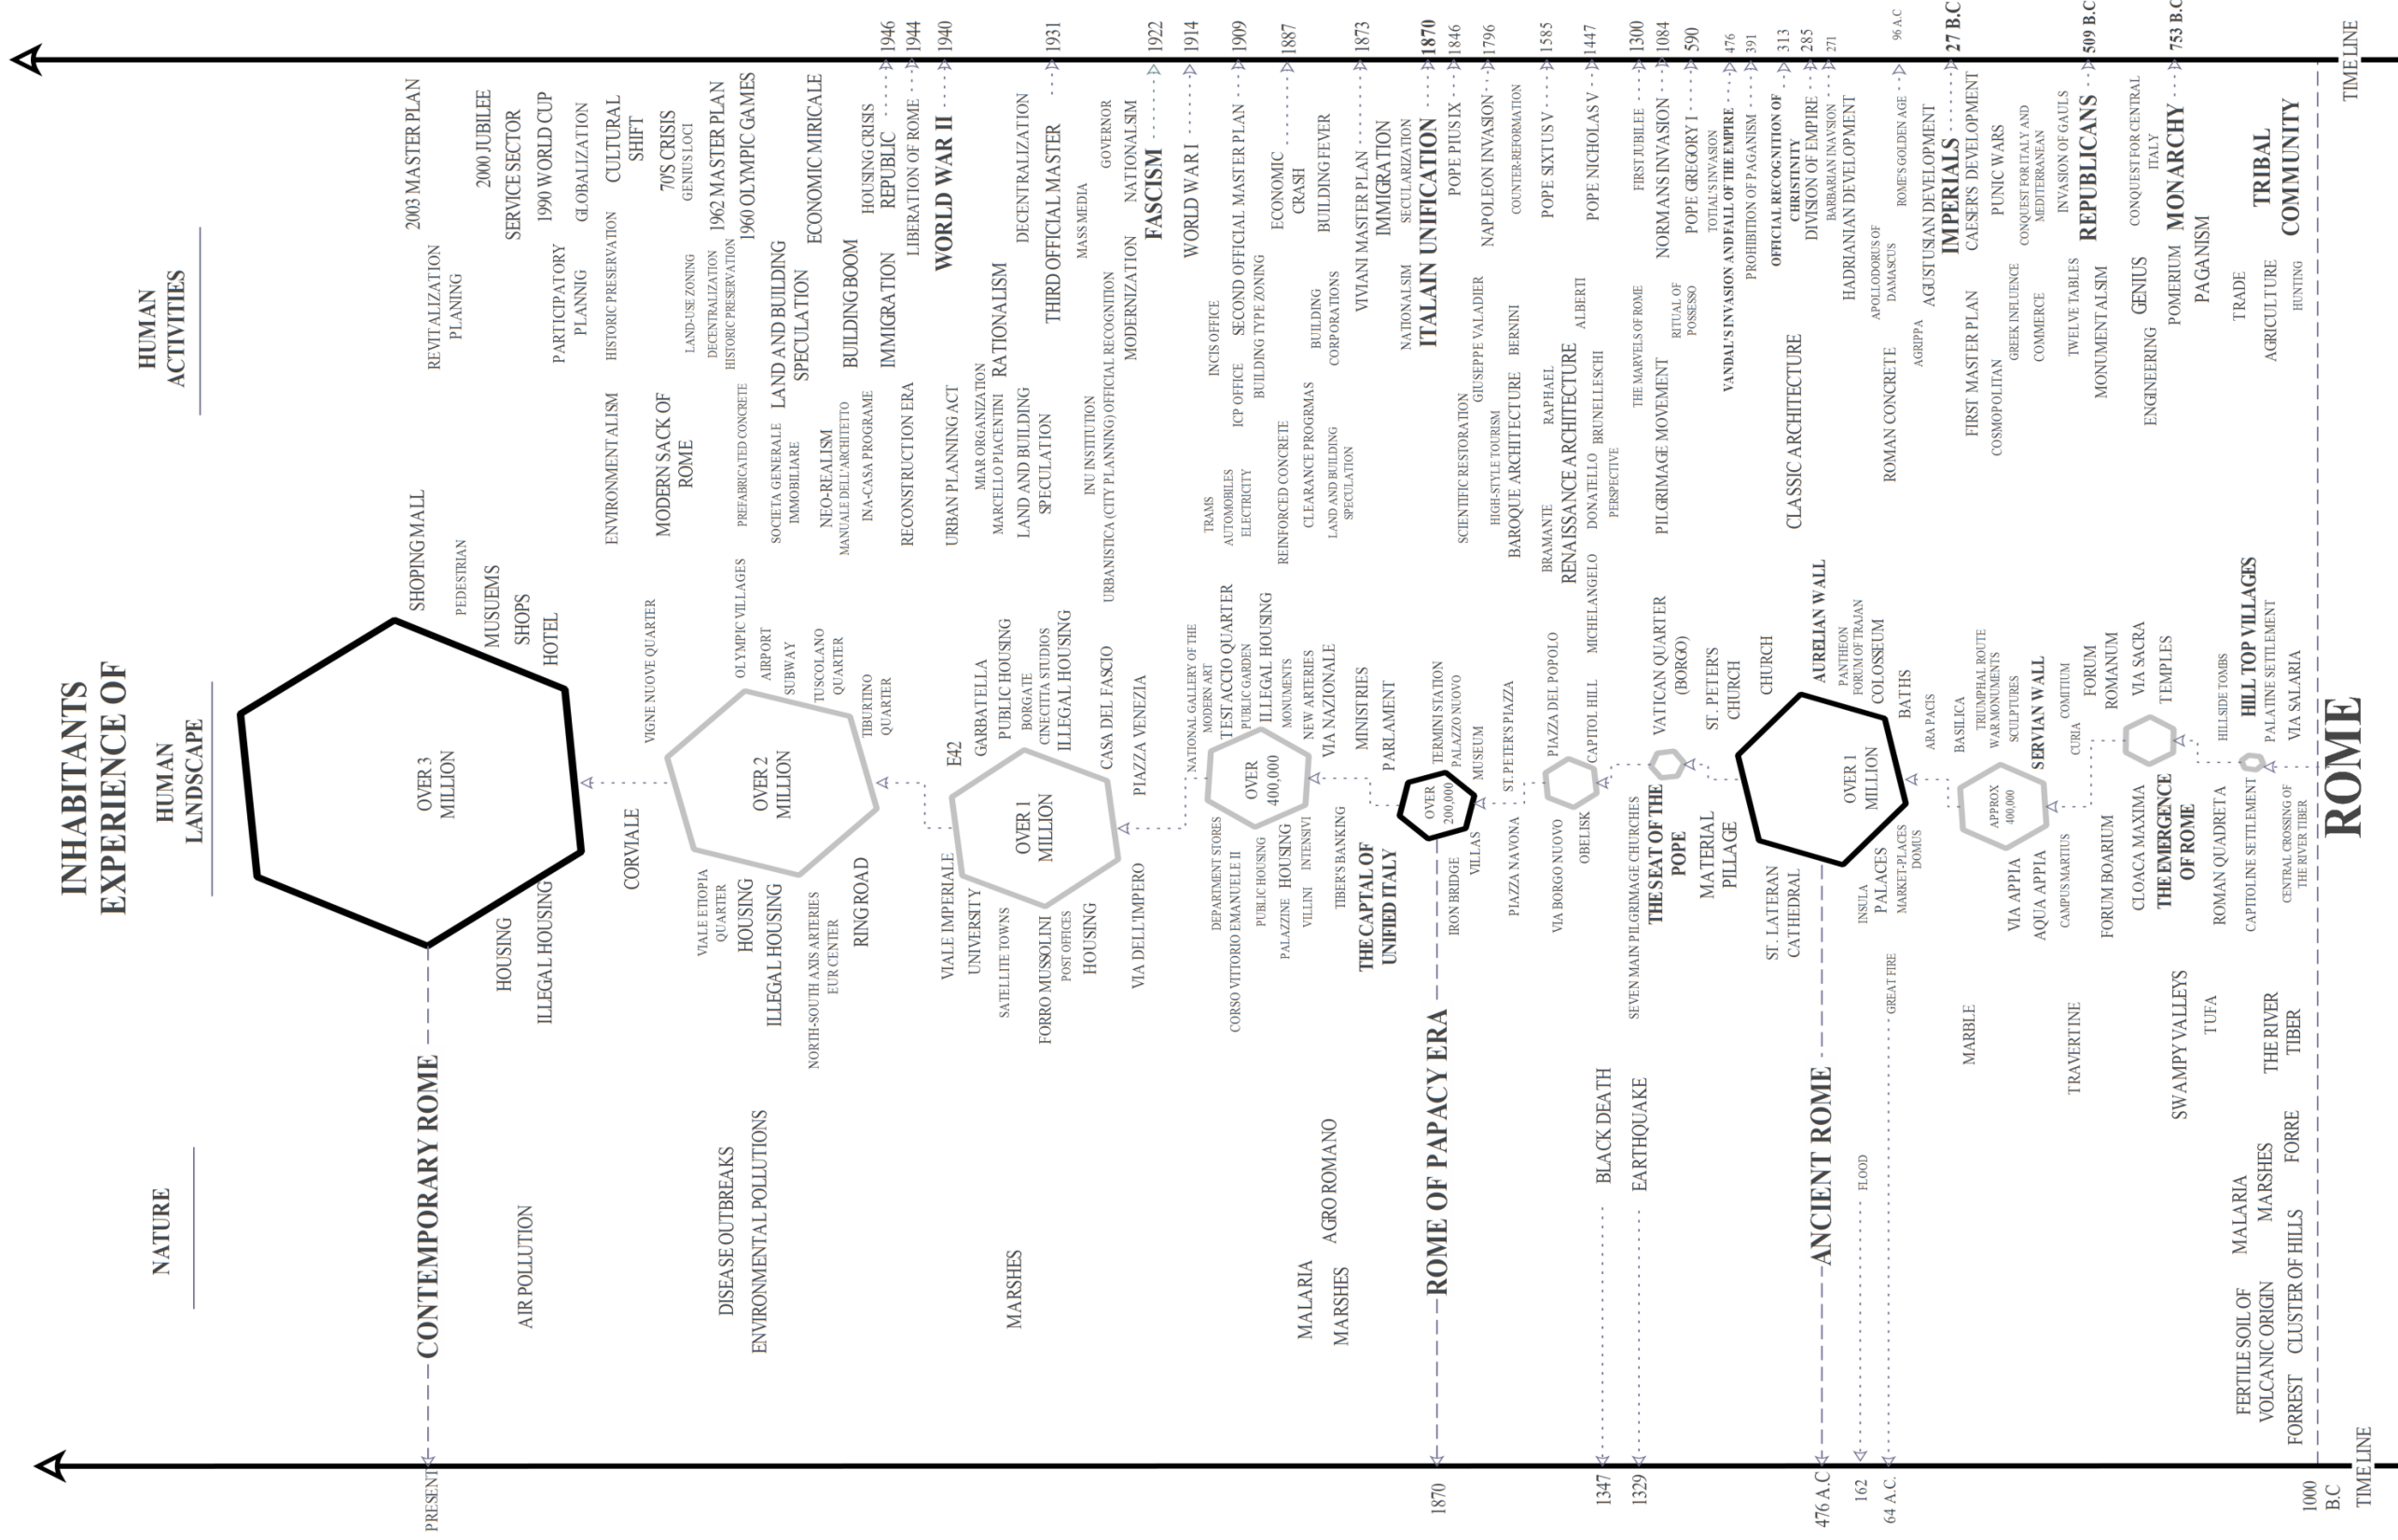 INHABITANTS
EXPERIENCE OF
NATURE
HUMAN
LANDSCAPE
HUMAN
ACTIVITIES
PRESENT
1870
1347
1329
476 A.C
162
64 A.C.
1000
B.C
TIME LINE
CONTEMPORARY ROME
AIR POLLUTION
DISEASE OUTBREAKS
ENVIRONMENTAL POLLUTIONS
MARSHES
MALARIA
AGRO ROMANO
MARSHES
ROME OF PAPACY ERA
BLACK DEATH
EARTHQUAKE
ANCIENT ROME
FLOOD
GREAT FIRE
MARBLE
TRAVERTINE
SWAMPY VALLEYS
TUFA
THE RIVER
TIBER
MALARIA
MARSHES
FORRE
FERTILE SOIL OF
VOLCANIC ORIGIN
FORREST
CLUSTER OF HILLS
OVER 3
MILLION
SHOPING MALL
PEDESTRIAN
MUSUEMS
SHOPS
HOTEL
HOUSING
ILLEGAL HOUSING
CORVIALE
VIGNE NUOVE QUARTER
OVER 2
MILLION
OLYMPIC VILLAGES
AIRPORT
SUBWAY
TUSCOLANO
QUARTER
TIBURTINO
QUARTER
VIALE ETIOPIA
QUARTER
HOUSING
ILLEGAL HOUSING
NORTH-SOUTH AXIS ARTERIES
EUR CENTER
RING ROAD
E42
OVER 1
MILLION
GARBATELLA
PUBLIC HOUSING
BORGATE
CINECITTA STUDIOS
ILLEGAL HOUSING
CASA DEL FASCIO
PIAZZA VENEZIA
VIALE IMPERIALE
UNIVERSITY
SATELLITE TOWNS
FORRO MUSSOLINI
POST OFFICES
HOUSING
VIA DELL'IMPERO
NATIONAL GALLERY OF THE
MODERN ART
TESTACCIO QUARTER
PUBLIC GARDEN
ILLEGAL HOUSING
MONUMENTS
NEW ARTERIES
VIA NAZIONALE
OVER
400,000
DEPARTMENT STORES
CORSO VITTORIO EMANUELE II
PUBLIC HOUSING
PALAZZINE HOUSING
VILLINI INTENSIVI
TIBER'S BANKING
MINISTRIES
PARLAMENT
THE CAPTAL OF
UNIFIED ITALY
OVER
200,000
TERMINI STATION
PALAZZO NUOVO
MUSEUM
IRON BRIDGE
VILLAS
ST. PETER'S PIAZZA
PIAZZA NAVONA
PIAZZA DEL POPOLO
VIA BORGO NUOVO
OBELISK
CAPITOL HILL
MICHELANGELO
SEVEN MAIN PILGRIMAGE CHURCHES
THE SEAT OF THE
POPE
VATICAN QUARTER
(BORGO)
MATERIAL
PILLAGE
ST. PETER'S
CHURCH
CHURCH
ST. LATERAN
CATHEDRAL
AURELIAN WALL
PANTHEON
FORUM OF TRAJAN
COLOSSEUM
BATHS
OVER 1
MILLION
INSULA
PALACES
MARKET-PLACES
DOMUS
ARA PACIS
BASILICA
TRIUMPHAL ROUTE
WAR MONUMENTS
SCULPTURES
SERVIAN WALL
APPROX
400,000
VIA APPIA
AQUA APPIA
CAMPUS MARTIUS
COMITIUM
CURIA
FORUM
ROMANUM
FORUM BOARIUM
VIA SACRA
TEMPLES
CLOACA MAXIMA
THE EMERGENCE
OF ROME
ROMAN QUADRETA
HILLSIDE TOMBS
HILL TOP VILLAGES
PALATINE SETTLEMENT
VIA SALARIA
CAPITOLINE SETTLEMENT
CENTRAL CROSSING OF
THE RIVER TIBER
ROME
2003 MASTER PLAN
REVITALIZATION
PLANING
2000 JUBILEE
SERVICE SECTOR
1990 WORLD CUP
PARTICIPATORY
PLANNIG
GLOBALIZATION
CULTURAL
SHIFT
HISTORIC PRESERVATION
ENVIRONMENTALISM
MODERN SACK OF
ROME
70'S CRISIS
GENIUS LOCI
LAND-USE ZONING
DECENTRALIZATION
HISTORIC PRESERVATION
1962 MASTER PLAN
1960 OLYMPIC GAMES
PREFABRICATED CONCRETE
SOCIETA GENERALE
IMMOBILIARE
LAND AND BUILDING
SPECULATION
ECONOMIC MIRICALE
NEO-REALISM
MANUALE DELL'ARCHITETTO
BUILDING BOOM
INA-CASA PROGRAME
HOUSING CRISIS
REPUBLIC
IMMIGRATION
RECONSTRUCTION ERA
LIBERATION OF ROME
WORLD WAR II
URBAN PLANNING ACT
MIAR ORGANIZATION
MARCELLO PIACENTINI
RATIONALISM
LAND AND BUILDING
SPECULATION
DECENTRALIZATION
THIRD OFFICIAL MASTER
MASS MEDIA
INU INSTITUTION
URBANISTICA (CITY PLANNING) OFFICIAL RECOGNITION
GOVERNOR
MODERNIZATION
NATIONALSIM
FASCISM
WORLD WAR I
TRAMS
INCIS OFFICE
AUTOMOBILES
ICP OFFICE
SECOND OFFICIAL MASTER PLAN
ELECTRICITY
BUILDING TYPE ZONING
REINFORCED CONCRETE
ECONOMIC
CRASH
CLEARANCE PROGRMAS
BUILDING
CORPORATIONS
BUILDING FEVER
LAND AND BUILDING
SPECULATION
VIVIANI MASTER PLAN
IMMIGRATION
NATIONALSIM
SECULARIZATION
ITALAIN UNIFICATION
POPE PIUS IX
SCIENTIFIC RESTORATION
GIUSEPPE VALADIER
NAPOLEON INVASION
HIGH-STYLE TOURISM
BAROQUE ARCHITECTURE
BERNINI
COUNTER-REFORMATION
BRAMANTE
RAPHAEL
POPE SIXTUS V
RENAISSANCE ARCHITECTURE
ALBERTI
DONATELLO
BRUNELLESCHI
POPE NICHOLAS V
PERSPECTIVE
THE MARVELS OF ROME
FIRST JUBILEE
PILGRIMAGE MOVEMENT
NORMANS INVASION
RITUAL OF
POSSESSO
POPE GREGORY I
TOTIAL'S INVASION
VANDAL'S INVASION AND FALL OF THE EMPIRE
PROHIBITION OF PAGANISM
OFFICIAL RECOGNITION OF
CHRISTINITY
CLASSIC ARCHITECTURE
DIVISION OF EMPIRE
BARBARIAN INAVSION
HADRIANIAN DEVELOPMENT
APOLLODORUS OF
DAMASCUS
ROMAN CONCRETE
ROME'S GOLDEN AGE
AGRIPPA
AGUSTUSIAN DEVELOPMENT
IMPERIALS
FIRST MASTER PLAN
CAESER'S DEVELOPMENT
COSMOPOLITAN
PUNIC WARS
GREEK INFLUENCE
CONQUEST FOR ITALY AND
MEDITERRANEAN
COMMERCE
INVASION OF GAULS
TWELVE TABLES
REPUBLICANS
MONUMENTALSIM
CONQUEST FOR CENTRAL
ITALY
GENIUS
ENGENEERING
POMERIUM
MONARCHY
PAGANISM
TRADE
AGRICULTURE
HUNTING
TRIBAL
COMMUNITY
1946
1944
1940
1931
1922
1914
1909
1887
1873
1870
1846
1796
1585
1447
1300
1084
590
476
391
313
285
271
96 A.C
27 B.C
509 B.C
753 B.C
TIME LINE